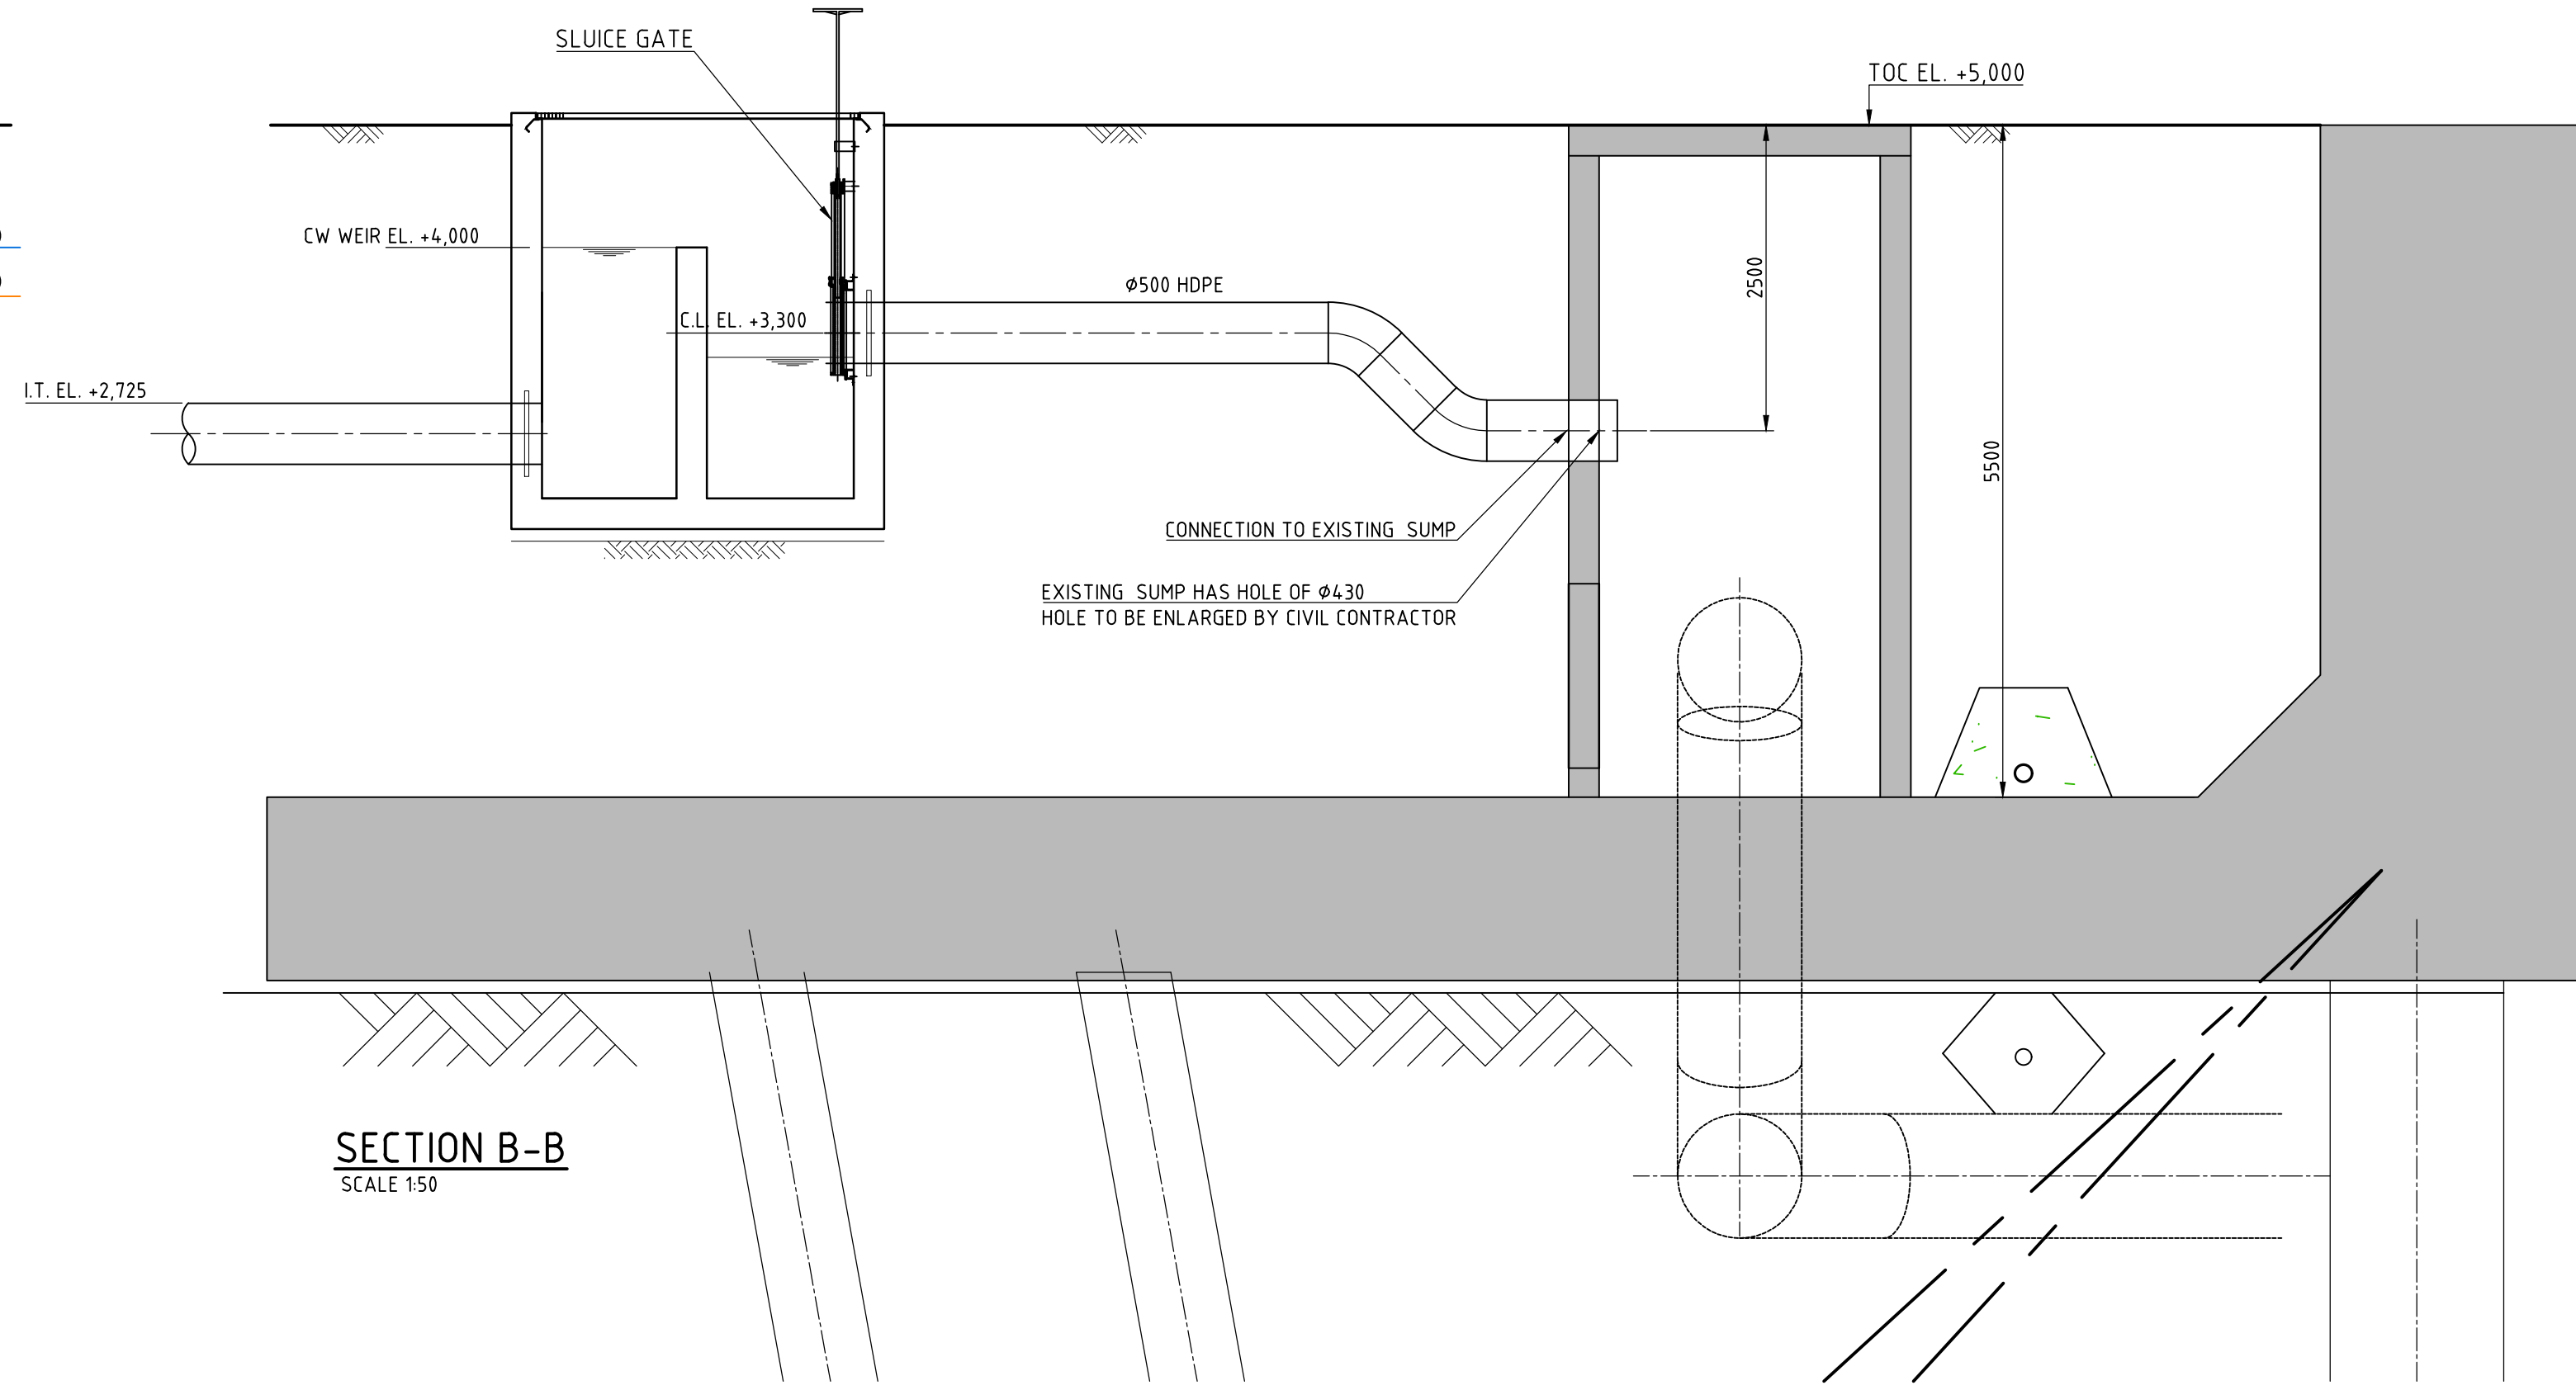 SLUICE GATE
TOC EL. +5,000
CW WEIR EL. +4,000
Ø500 HDPE
2500
C.L. EL. +3,300
I.T. EL. +2,725
5500
CONNECTION TO EXISTING SUMP
EXISTING SUMP HAS HOLE OF Ø430
HOLE TO BE ENLARGED BY CIVIL CONTRACTOR
SECTION B-B
SCALE 1:50